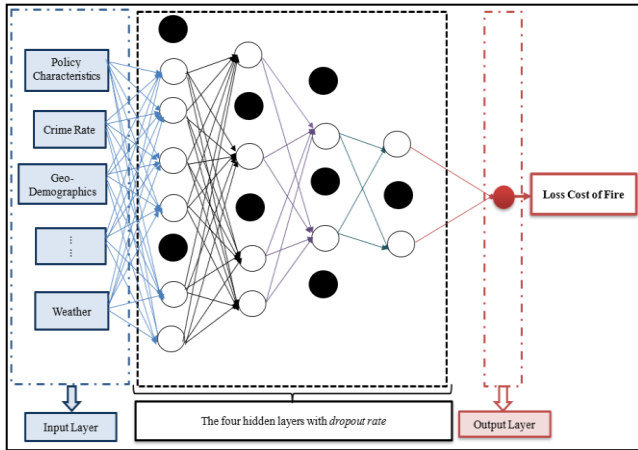 Policy
Characteristics
Crime Rate
Geo-
Demographics
⋮
Weather
Loss Cost of Fire
Input Layer
The four hidden layers with dropout rate
Output Layer